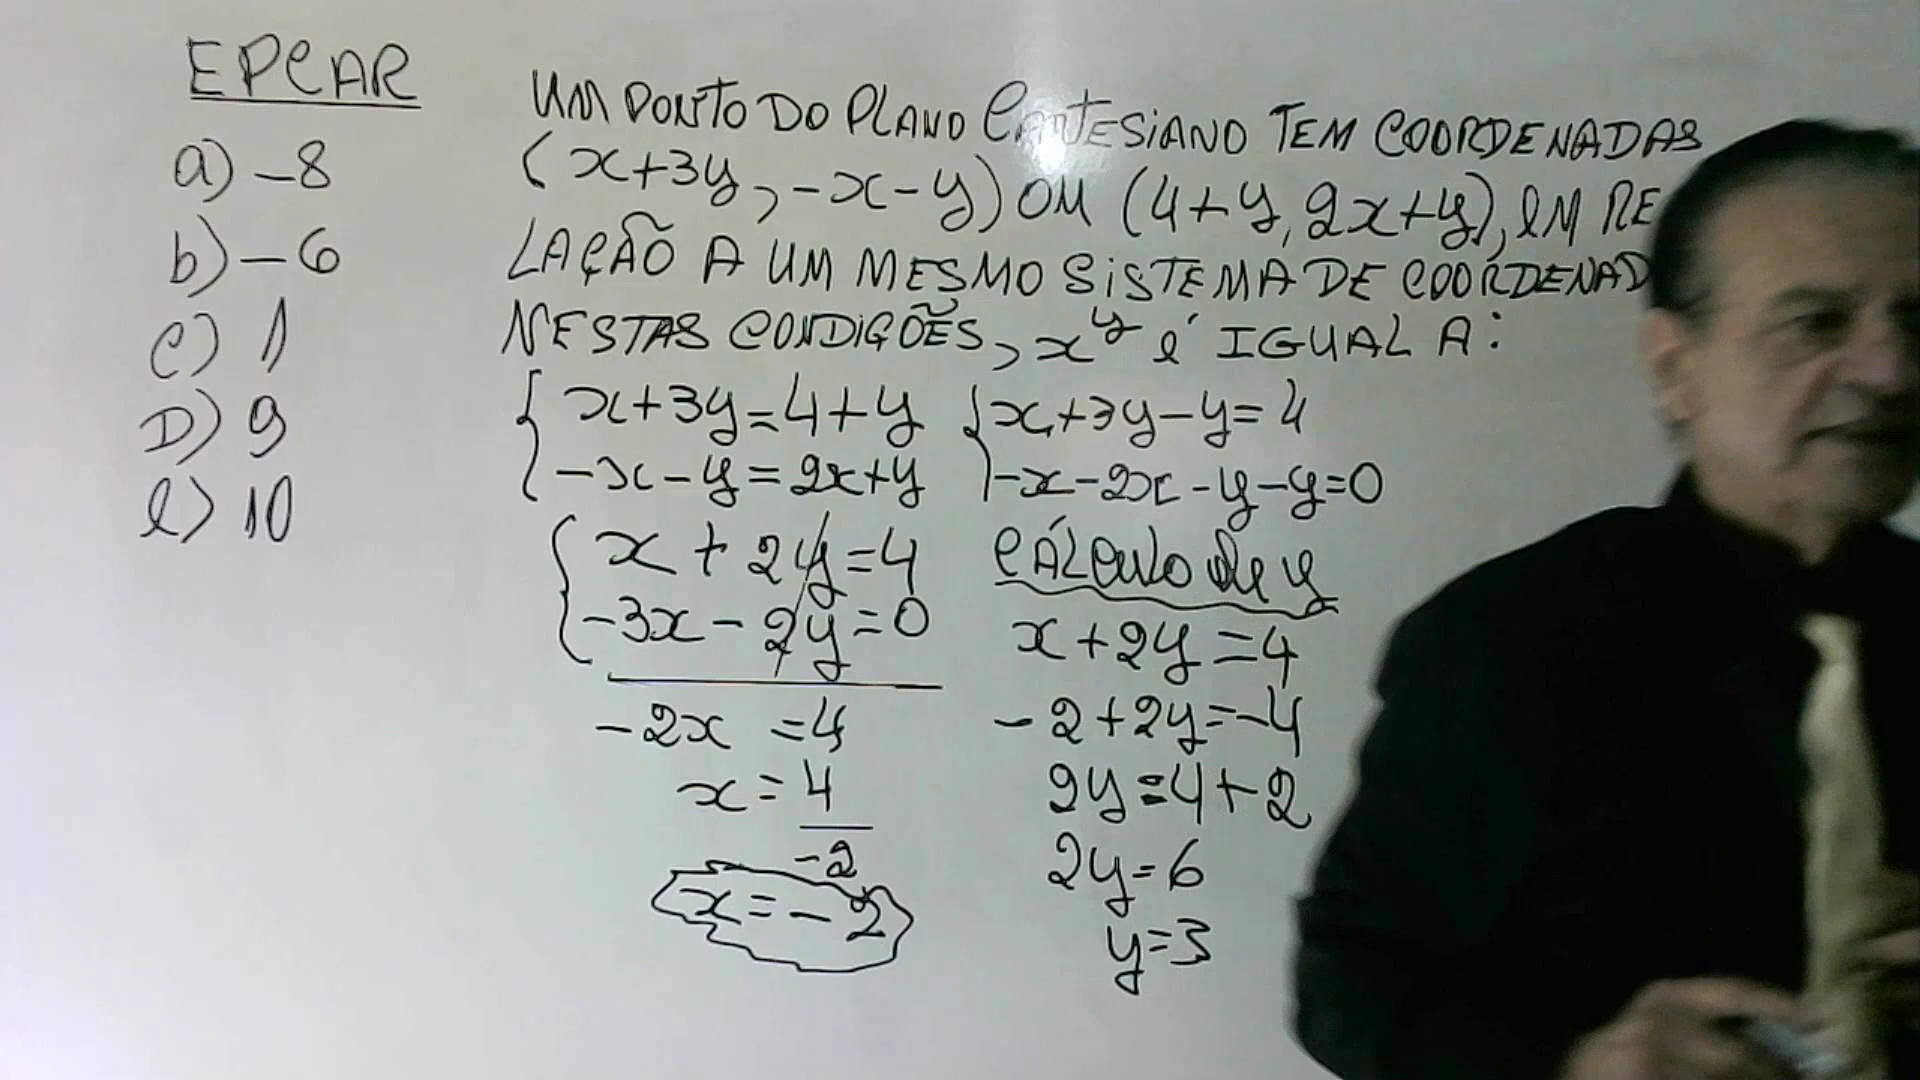 EPCAR
a) -8
b) -6
c) 1
D) 9
e) 10
UM PONTO DO PLANO CARTESIANO TEM COORDENADAS
(x+3y, -x-y) OU (4+y, 2x+y), EM RE
LAÇÃO A UM MESMO SISTEMA DE COORDENAD
NESTAS CONDIÇÕES, x^y é IGUAL A:
{ x+3y=4+y
-x-y=2x+y
{ x+3y-y=4
-x-2x-y-y=0
{ x+2y=4
-3x-2y=0
-2x =4
x=4
-2
x=-2
CÁLCULO de y
x+2y=4
-2+2y=-4
2y=4+2
2y=6
y=3